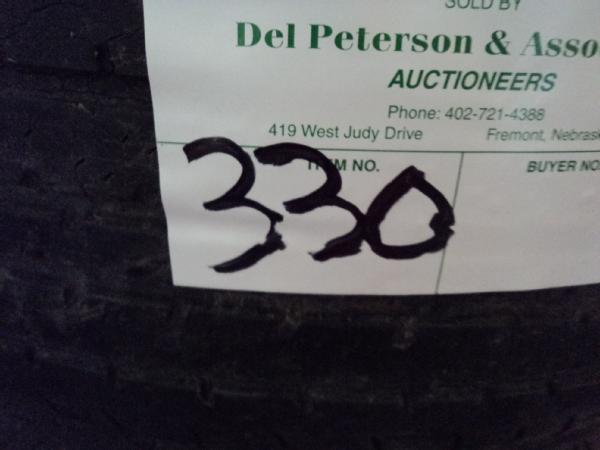 SOLD BY
Del Peterson & Asso
AUCTIONEERS
Phone: 402-721-4388
419 West Judy Drive Fremont, Nebrask
ITEM NO. BUYER NO.
330